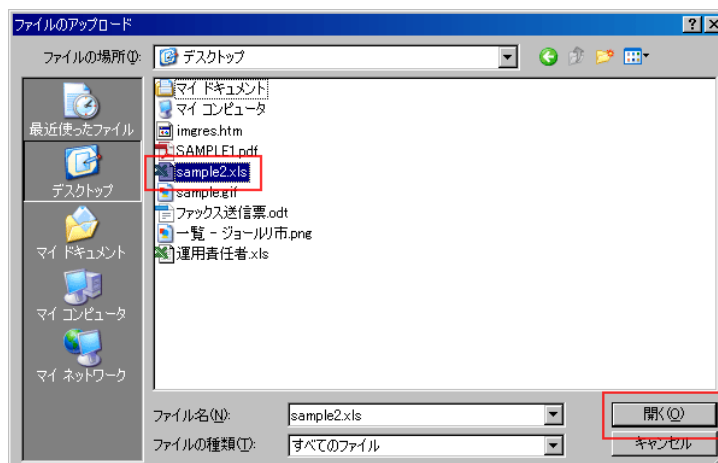 ファイルのアップロード
ファイルの場所(I):
デスクトップ
最近使ったファイル
デスクトップ
マイ ドキュメント
マイ コンピュータ
マイ ネットワーク
マイ ドキュメント
マイ コンピュータ
imgres.htm
SAMPLE1.pdf
sample2.xls
sample.gif
ファックス送信票.odt
一覧 - ジョールリ市.png
運用責任者.xls
ファイル名(N):
sample2.xls
開く(O)
ファイルの種類(T):
すべてのファイル
キャンセル